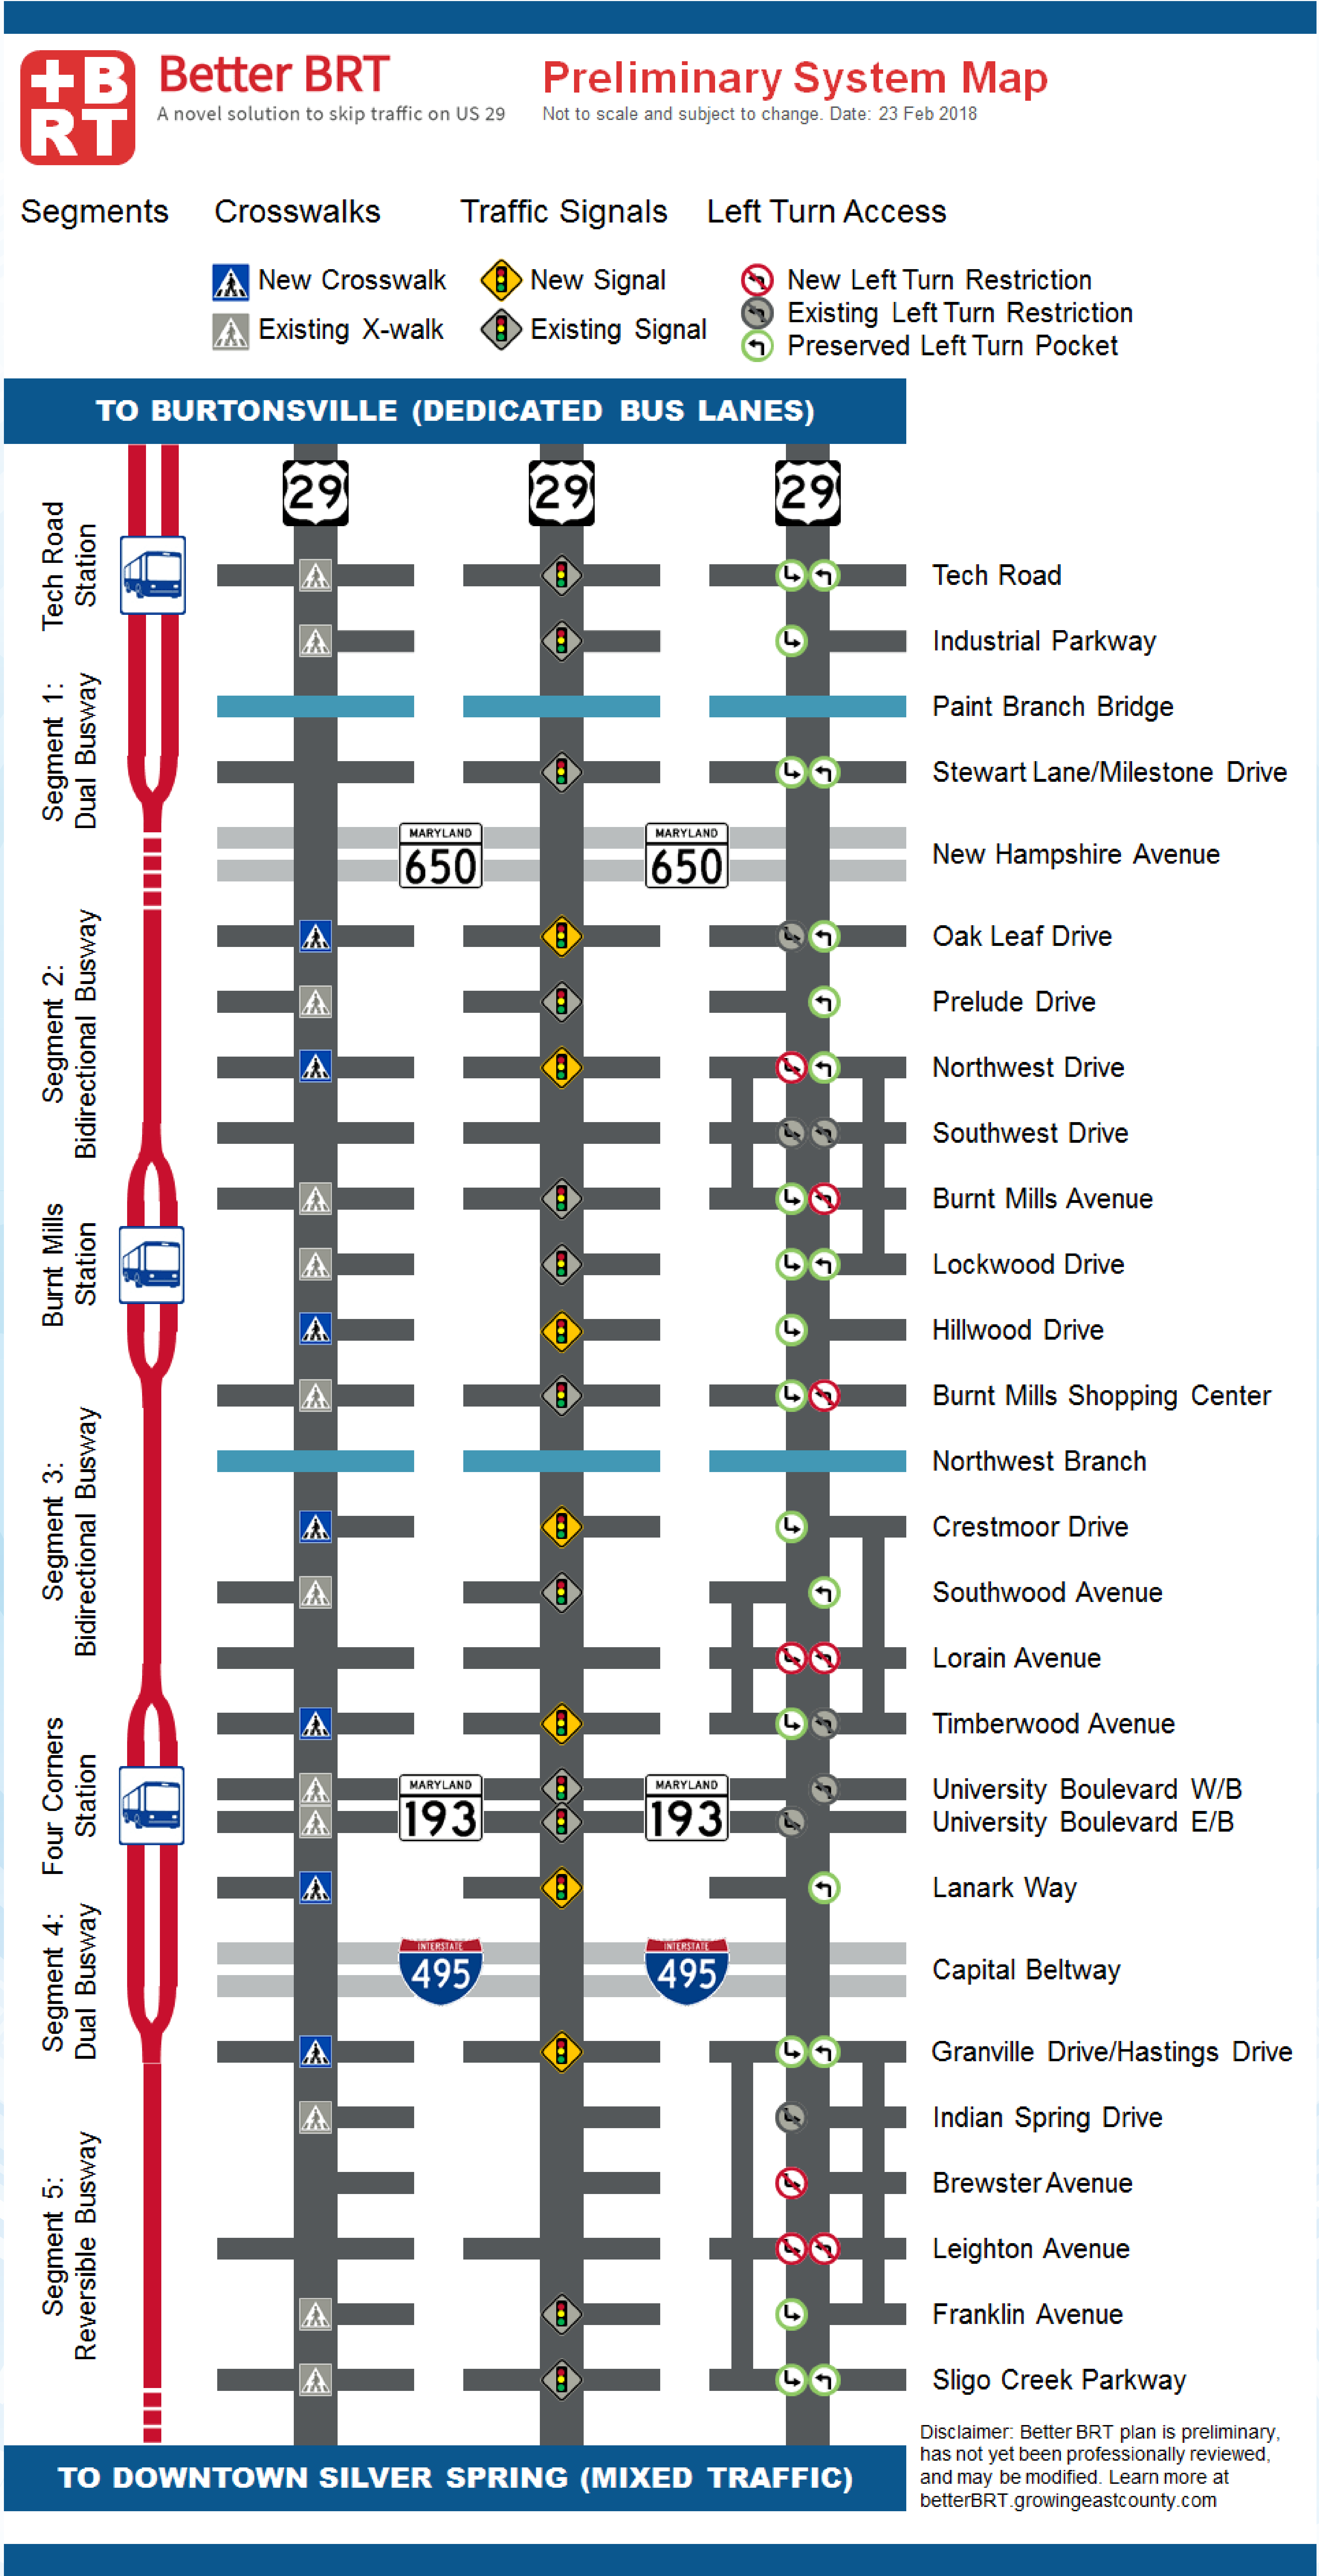 +B
RT
Better BRT
A novel solution to skip traffic on US 29
Preliminary System Map
Not to scale and subject to change. Date: 23 Feb 2018
Segments
Crosswalks
Traffic Signals
Left Turn Access
New Crosswalk
Existing X-walk
New Signal
Existing Signal
New Left Turn Restriction
Existing Left Turn Restriction
Preserved Left Turn Pocket
TO BURTONSVILLE (DEDICATED BUS LANES)
29
29
29
Tech Road
Station
Tech Road
Industrial Parkway
Segment 1:
Dual Busway
Paint Branch Bridge
Stewart Lane/Milestone Drive
MARYLAND
650
MARYLAND
650
New Hampshire Avenue
Segment 2:
Bidirectional Busway
Oak Leaf Drive
Prelude Drive
Northwest Drive
Southwest Drive
Burnt Mills
Station
Burnt Mills Avenue
Lockwood Drive
Hillwood Drive
Burnt Mills Shopping Center
Segment 3:
Bidirectional Busway
Northwest Branch
Crestmoor Drive
Southwood Avenue
Lorain Avenue
Four Corners
Station
Timberwood Avenue
MARYLAND
193
MARYLAND
193
University Boulevard W/B
University Boulevard E/B
Lanark Way
Segment 4:
Dual Busway
INTERSTATE
495
INTERSTATE
495
Capital Beltway
Granville Drive/Hastings Drive
Indian Spring Drive
Segment 5:
Reversible Busway
Brewster Avenue
Leighton Avenue
Franklin Avenue
Sligo Creek Parkway
TO DOWNTOWN SILVER SPRING (MIXED TRAFFIC)
Disclaimer: Better BRT plan is preliminary,
has not yet been professionally reviewed,
and may be modified. Learn more at
betterBRT.growingeastcounty.com